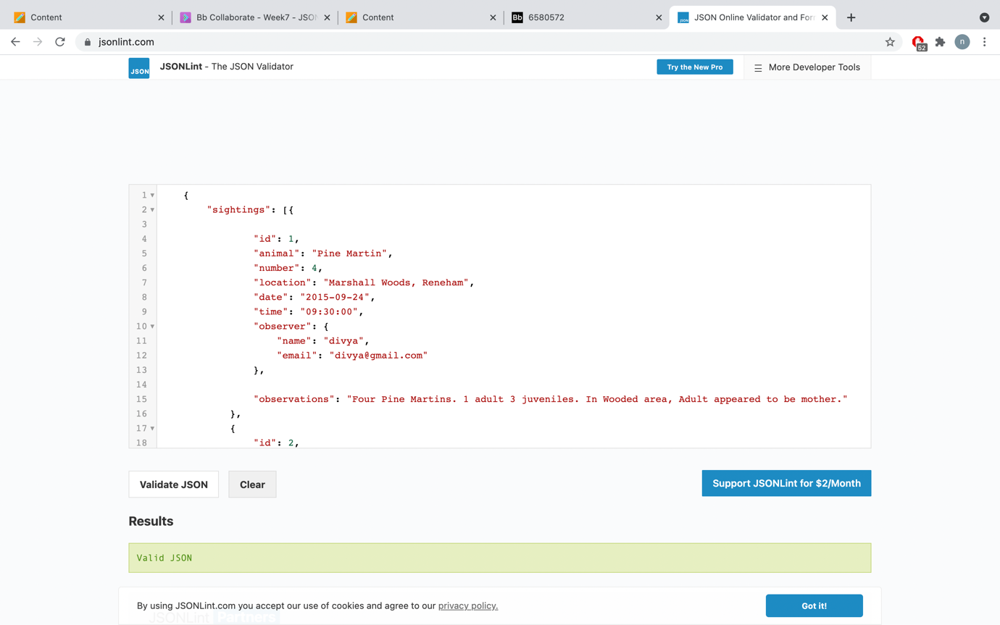 Content
Bb Collaborate - Week7 - JSON
Content
Bb 6580572
JSON JSON Online Validator and For
jsonlint.com
52
n
JSON
JSONLint - The JSON Validator
Try the New Pro
More Developer Tools
1 {
2 "sightings": [{
3
4 "id": 1,
5 "animal": "Pine Martin",
6 "number": 4,
7 "location": "Marshall Woods, Reneham",
8 "date": "2015-09-24",
9 "time": "09:30:00",
10 "observer": {
11 "name": "divya",
12 "email": "divya@gmail.com"
13 },
14
15 "observations": "Four Pine Martins. 1 adult 3 juveniles. In Wooded area, Adult appeared to be mother."
16 },
17 {
18 "id": 2,
Validate JSON
Clear
Support JSONLint for $2/Month
Results
Valid JSON
By using JSONLint.com you accept our use of cookies and agree to our privacy policy.
Got it!
JSONLint Partners